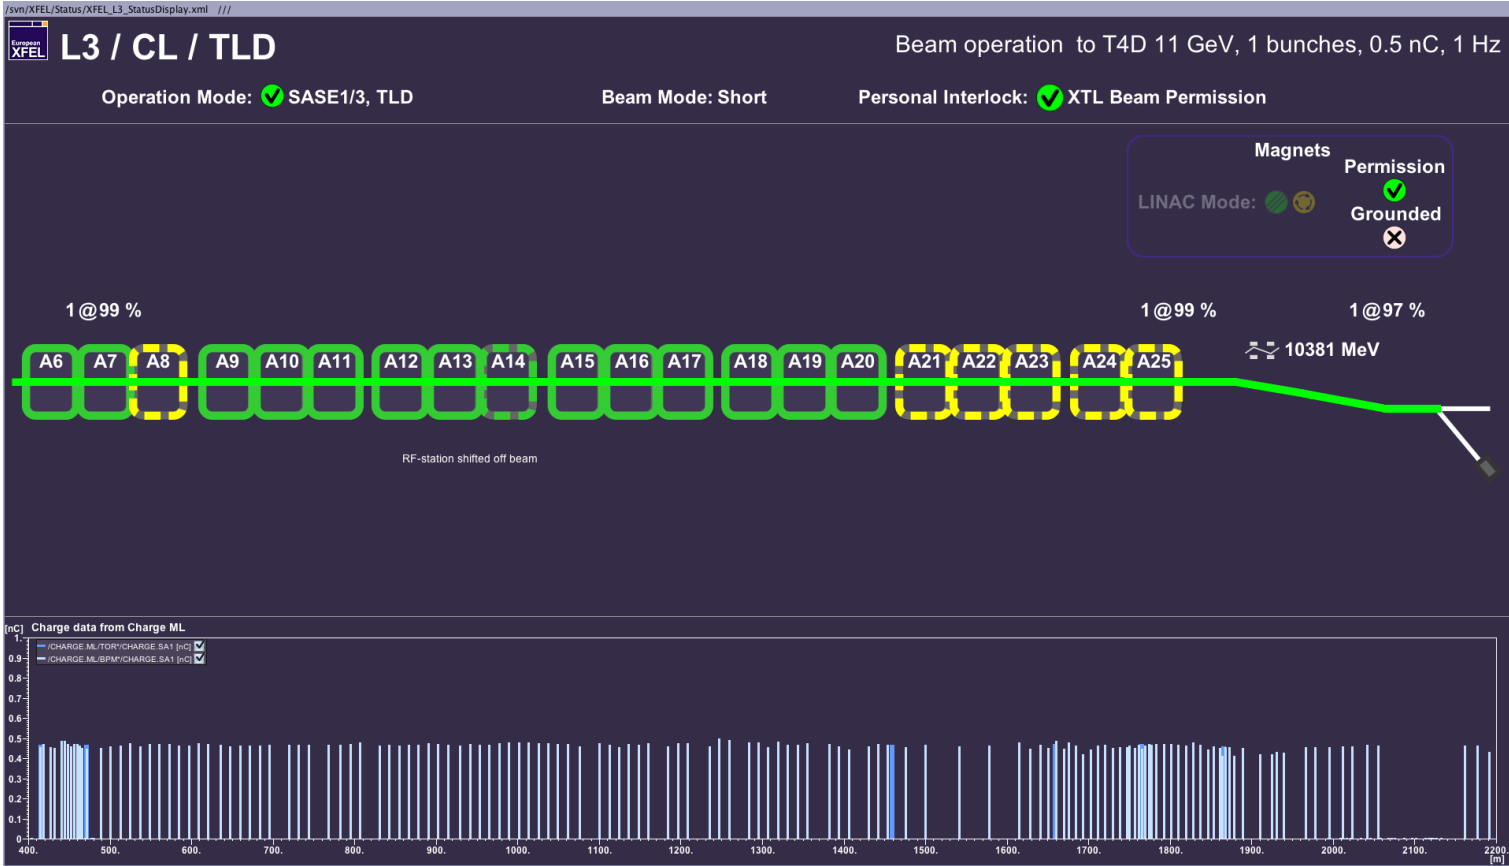 /svn/XFEL/Status/XFEL_L3_StatusDisplay.xml ///
European
XFEL
L3 / CL / TLD
Beam operation to T4D 11 GeV, 1 bunches, 0.5 nC, 1 Hz
Operation Mode: SASE1/3, TLD
Beam Mode: Short
Personal Interlock: XTL Beam Permission
Magnets
Permission
LINAC Mode:
Grounded
1@99 %
1@99 %
1@97 %
A6 A7 A8 A9 A10 A11 A12 A13 A14 A15 A16 A17 A18 A19 A20 A21 A22 A23 A24 A25
10381 MeV
RF-station shifted off beam
[nC] Charge data from Charge ML
/CHARGE.ML/TOR*/CHARGE.SA1 [nC]
/CHARGE.ML/BPM*/CHARGE.SA1 [nC]
1.
0.9
0.8
0.7
0.6
0.5
0.4
0.3
0.2
0.1
0
400. 500. 600. 700. 800. 900. 1000. 1100. 1200. 1300. 1400. 1500. 1600. 1700. 1800. 1900. 2000. 2100. 2200
[m]